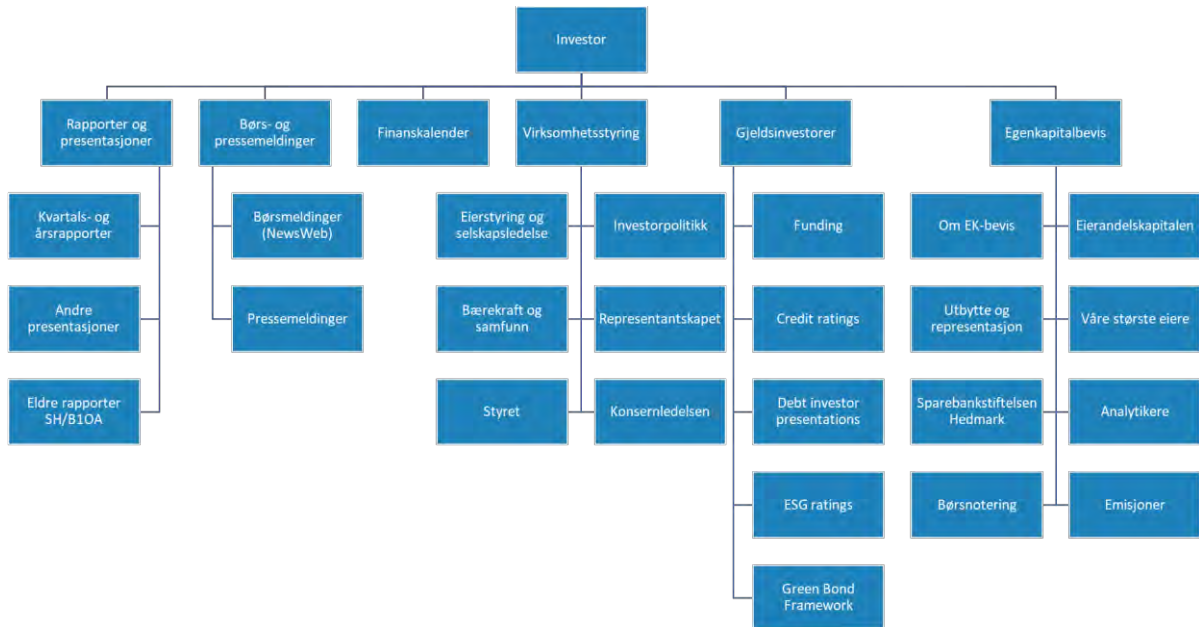 Investor
Rapporter og
presentasjoner
Børs- og
pressemeldinger
Finanskalender
Virksomhetsstyring
Gjeldsinvestorer
Egenkapitalbevis
Kvartals- og
årsrapporter
Andre
presentasjoner
Eldre rapporter
SH/B1OA
Børsmeldinger
(NewsWeb)
Pressemeldinger
Eierstyring og
selskapsledelse
Investorpolitikk
Bærekraft og
samfunn
Representantskapet
Styret
Konsernledelsen
Funding
Credit ratings
Debt investor
presentations
ESG ratings
Green Bond
Framework
Om EK-bevis
Eierandelskapitalen
Utbytte og
representasjon
Våre største eiere
Sparebankstiftelsen
Hedmark
Analytikere
Børsnotering
Emisjoner